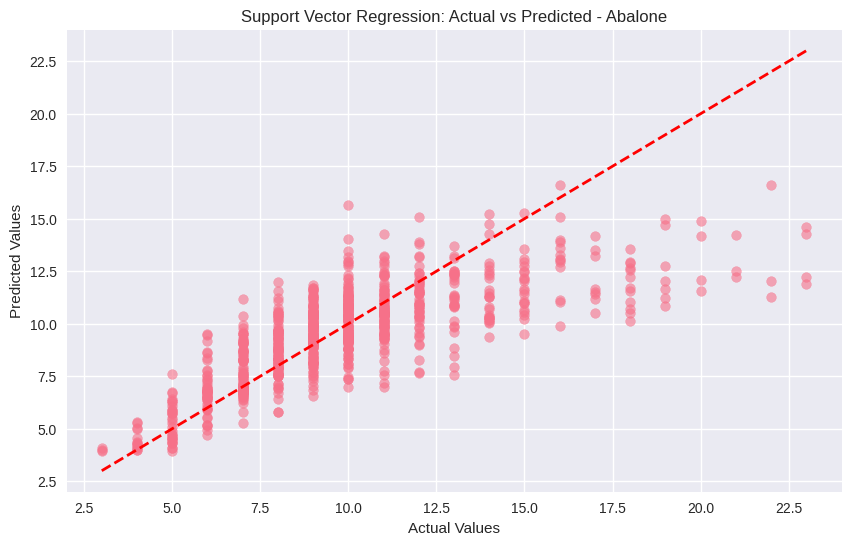 Support Vector Regression: Actual vs Predicted - Abalone
22.5
20.0
17.5
15.0
12.5
10.0
7.5
5.0
2.5
Predicted Values
2.5 5.0 7.5 10.0 12.5 15.0 17.5 20.0 22.5
Actual Values